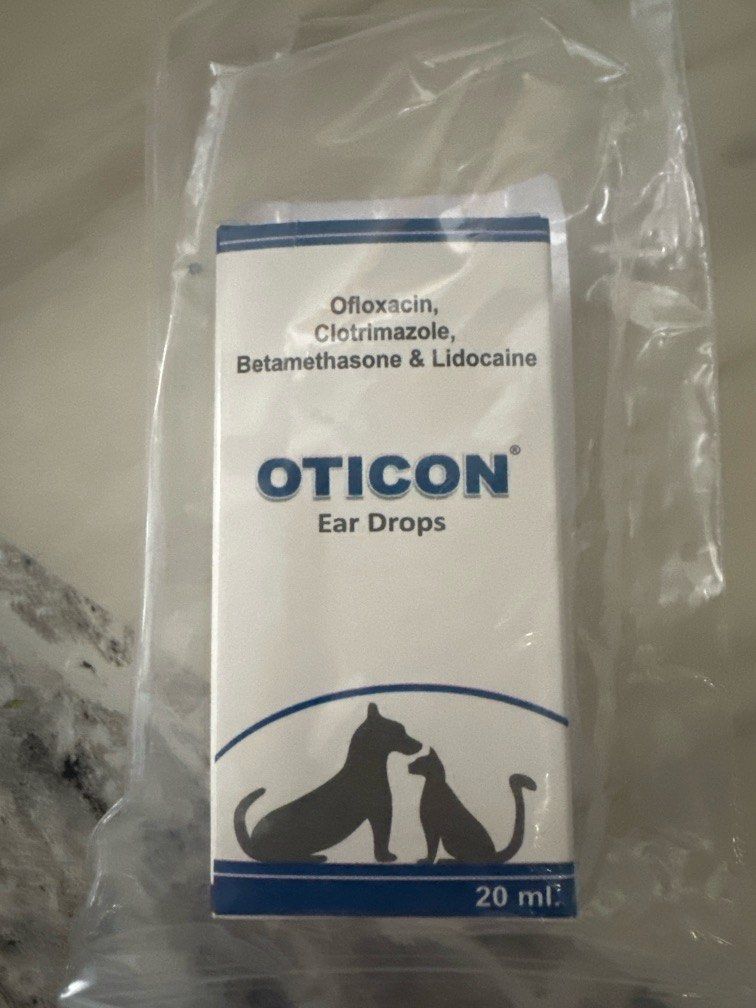 Ofloxacin,
Clotrimazole,
Betamethasone & Lidocaine
OTICON®
Ear Drops
20 ml.